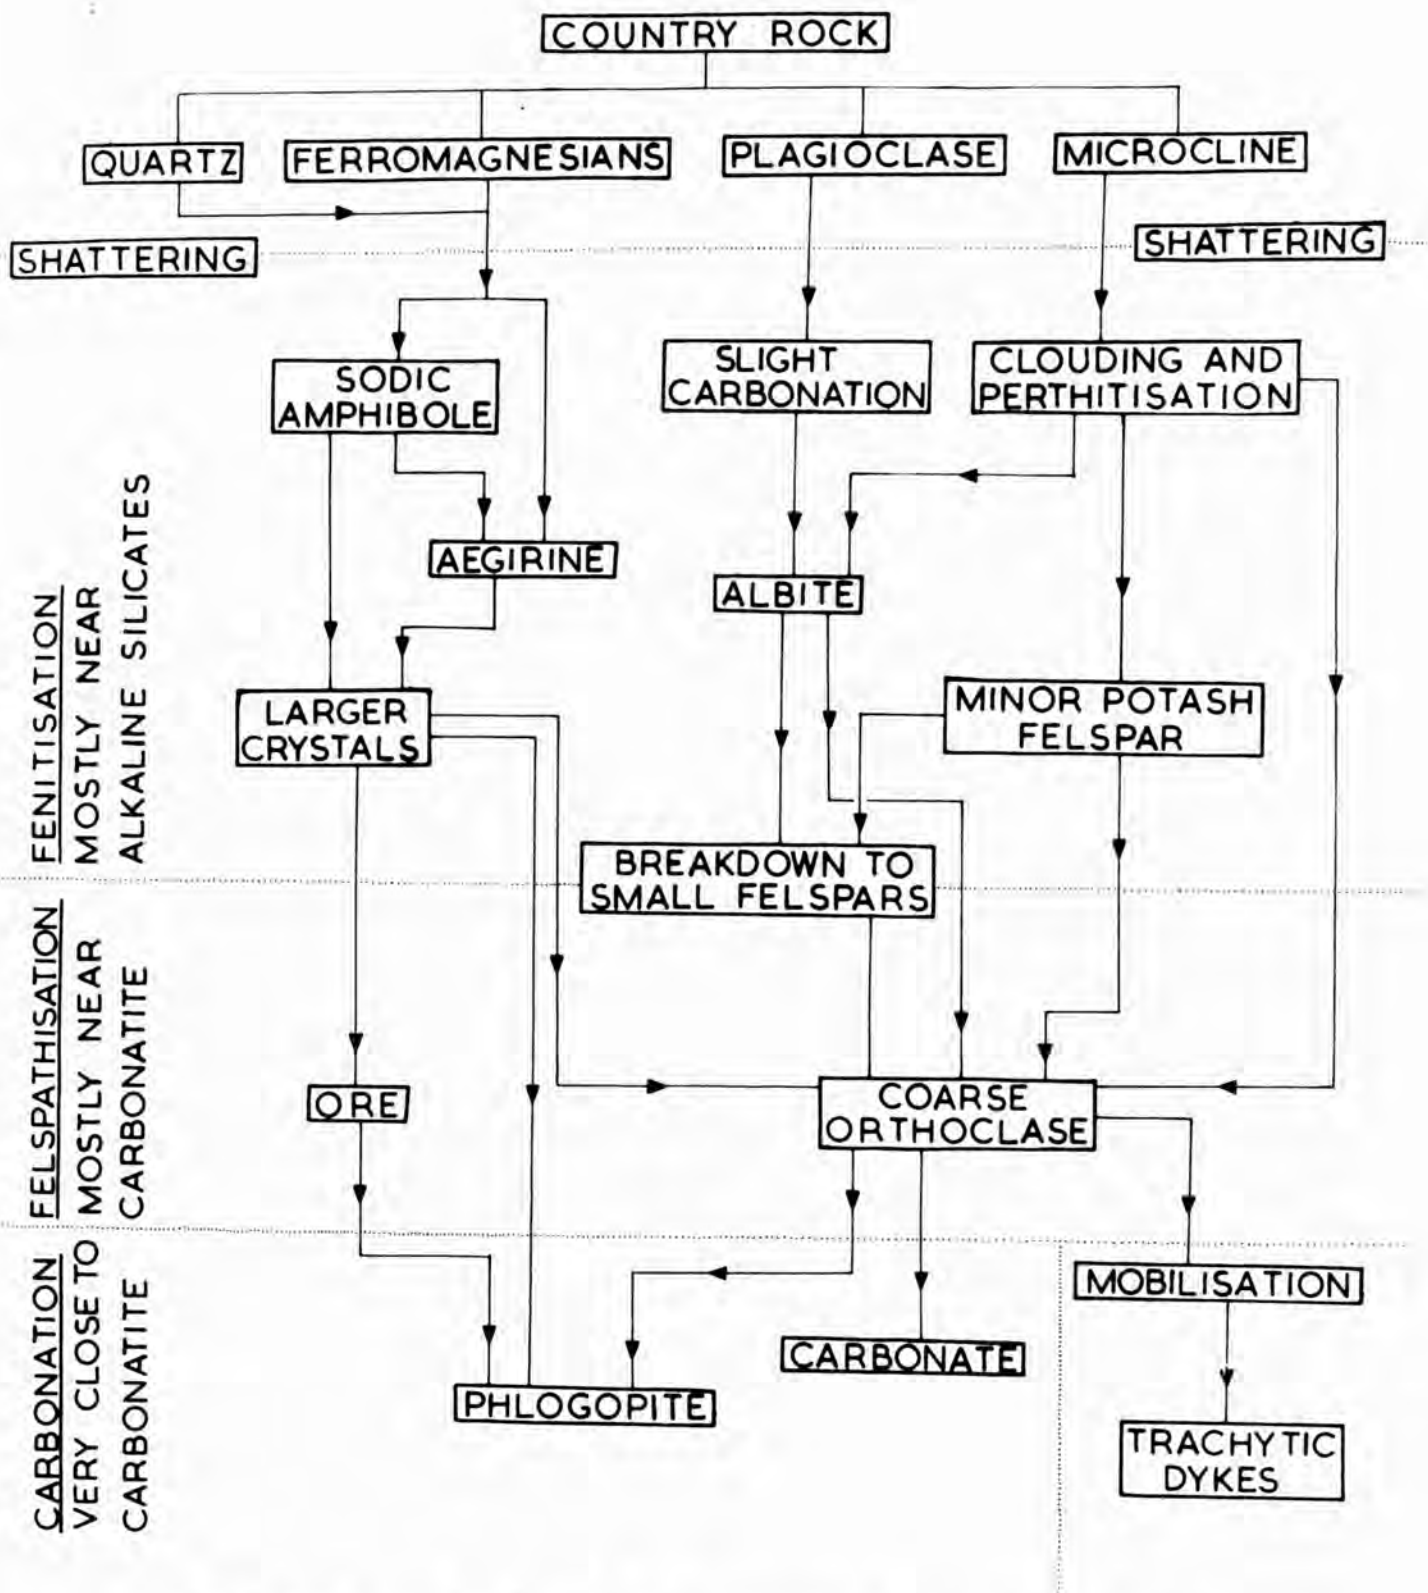 COUNTRY ROCK
QUARTZ
FERROMAGNESIANS
PLAGIOCLASE
MICROCLINE
SHATTERING
SHATTERING
SODIC
AMPHIBOLE
SLIGHT
CARBONATION
CLOUDING AND
PERTHITISATION
AEGIRINE
ALBITE
LARGER
CRYSTALS
MINOR POTASH
FELSPAR
BREAKDOWN TO
SMALL FELSPARS
FENITISATION
MOSTLY NEAR
ALKALINE SILICATES
ORE
COARSE
ORTHOCLASE
FELSPATHISATION
MOSTLY NEAR
CARBONATITE
MOBILISATION
CARBONATE
PHLOGOPITE
TRACHYTIC
DYKES
CARBONATION
VERY CLOSE TO
CARBONATITE